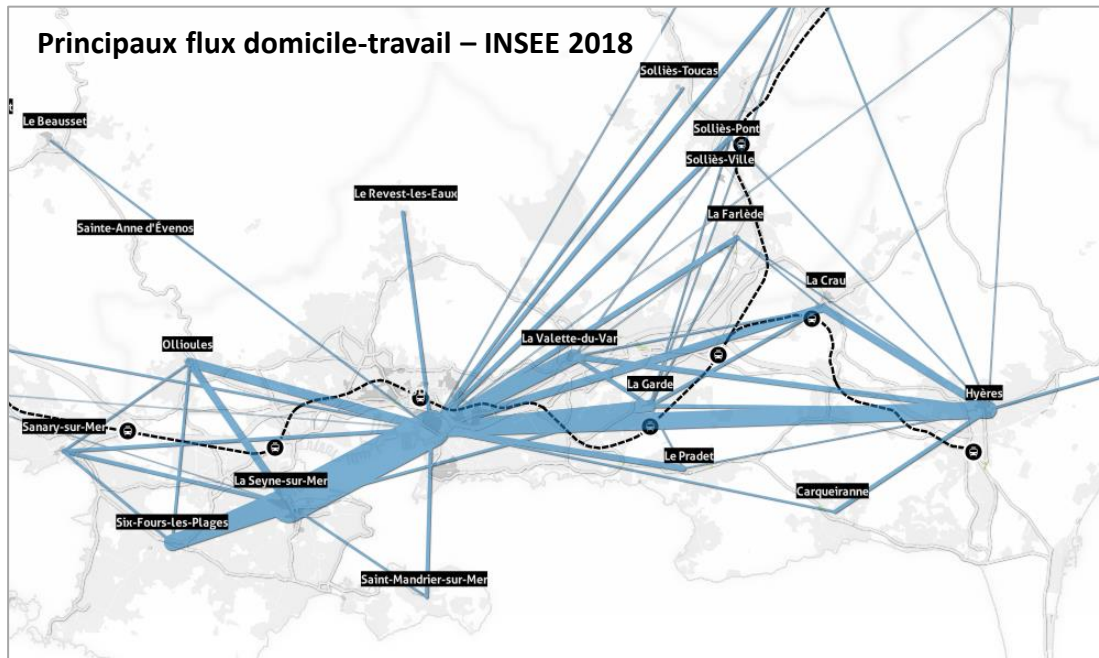 Principaux flux domicile-travail – INSEE 2018
Solliès-Toucas
Le Beausset
Solliès-Pont
Solliès-Ville
Le Revest-les-Eaux
La Farlède
Sainte-Anne d'Évenos
La Crau
La Valette-du-Var
Ollioules
La Garde
Hyères
Sanary-sur-Mer
Le Pradet
La Seyne-sur-Mer
Carqueiranne
Six-Fours-les-Plages
Saint-Mandrier-sur-Mer